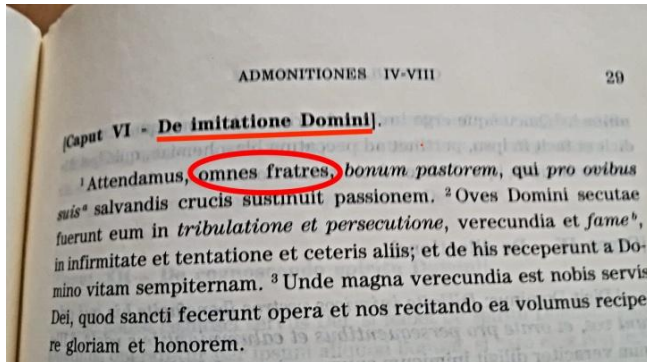 ADMONITIONES IV-VIII 29
[Caput VI - De imitatione Domini].
¹Attendamus, omnes fratres, bonum pastorem, qui pro ovibus
suisᵃ salvandis crucis sustinuit passionem. ²Oves Domini secutae
fuerunt eum in tribulatione et persecutione, verecundia et fameᵇ,
in infirmitate et tentatione et ceteris aliis; et de his receperunt a Do-
mino vitam sempiternam. ³Unde magna verecundia est nobis servis
Dei, quod sancti fecerunt opera et nos recitando ea volumus recipe-
re gloriam et honorem.